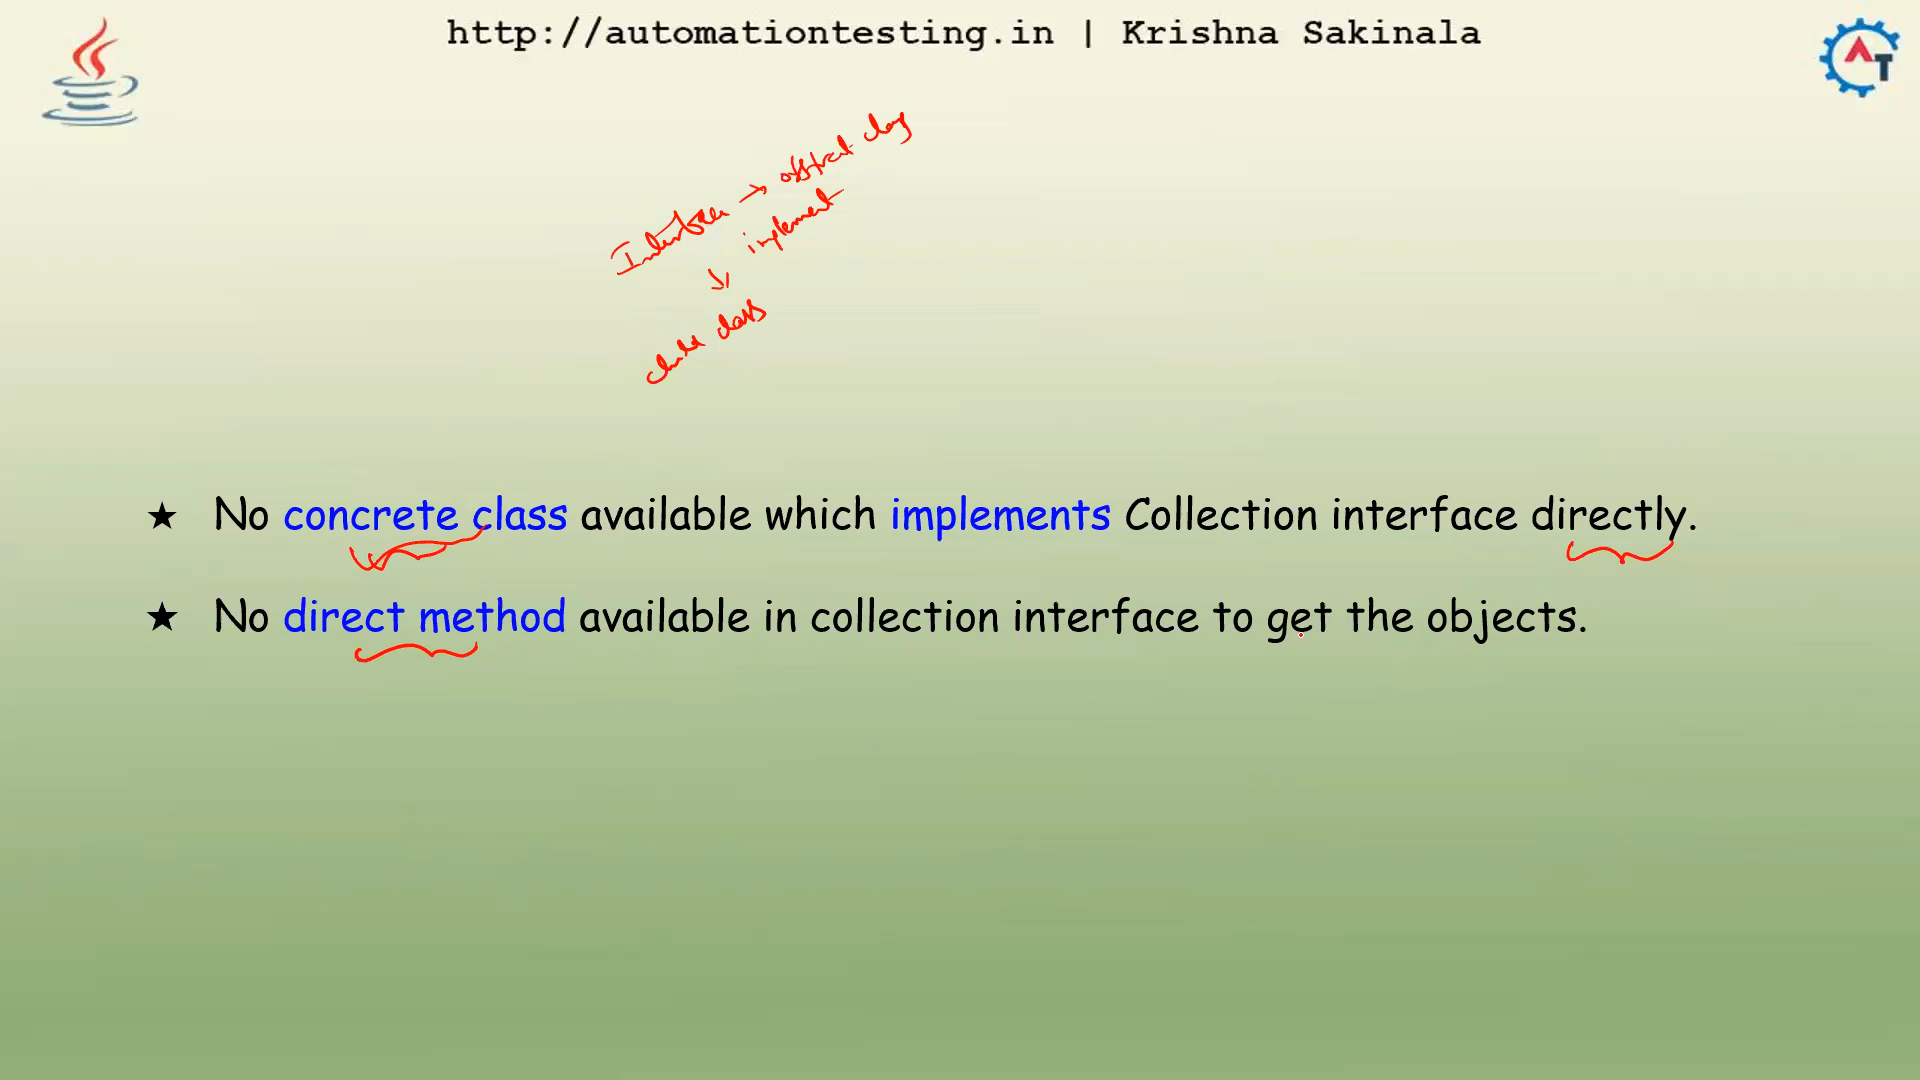 http://automationtesting.in | Krishna Sakinala
AT
Interface → abstract class
implement
child class
★ No concrete class available which implements Collection interface directly.
★ No direct method available in collection interface to get the objects.